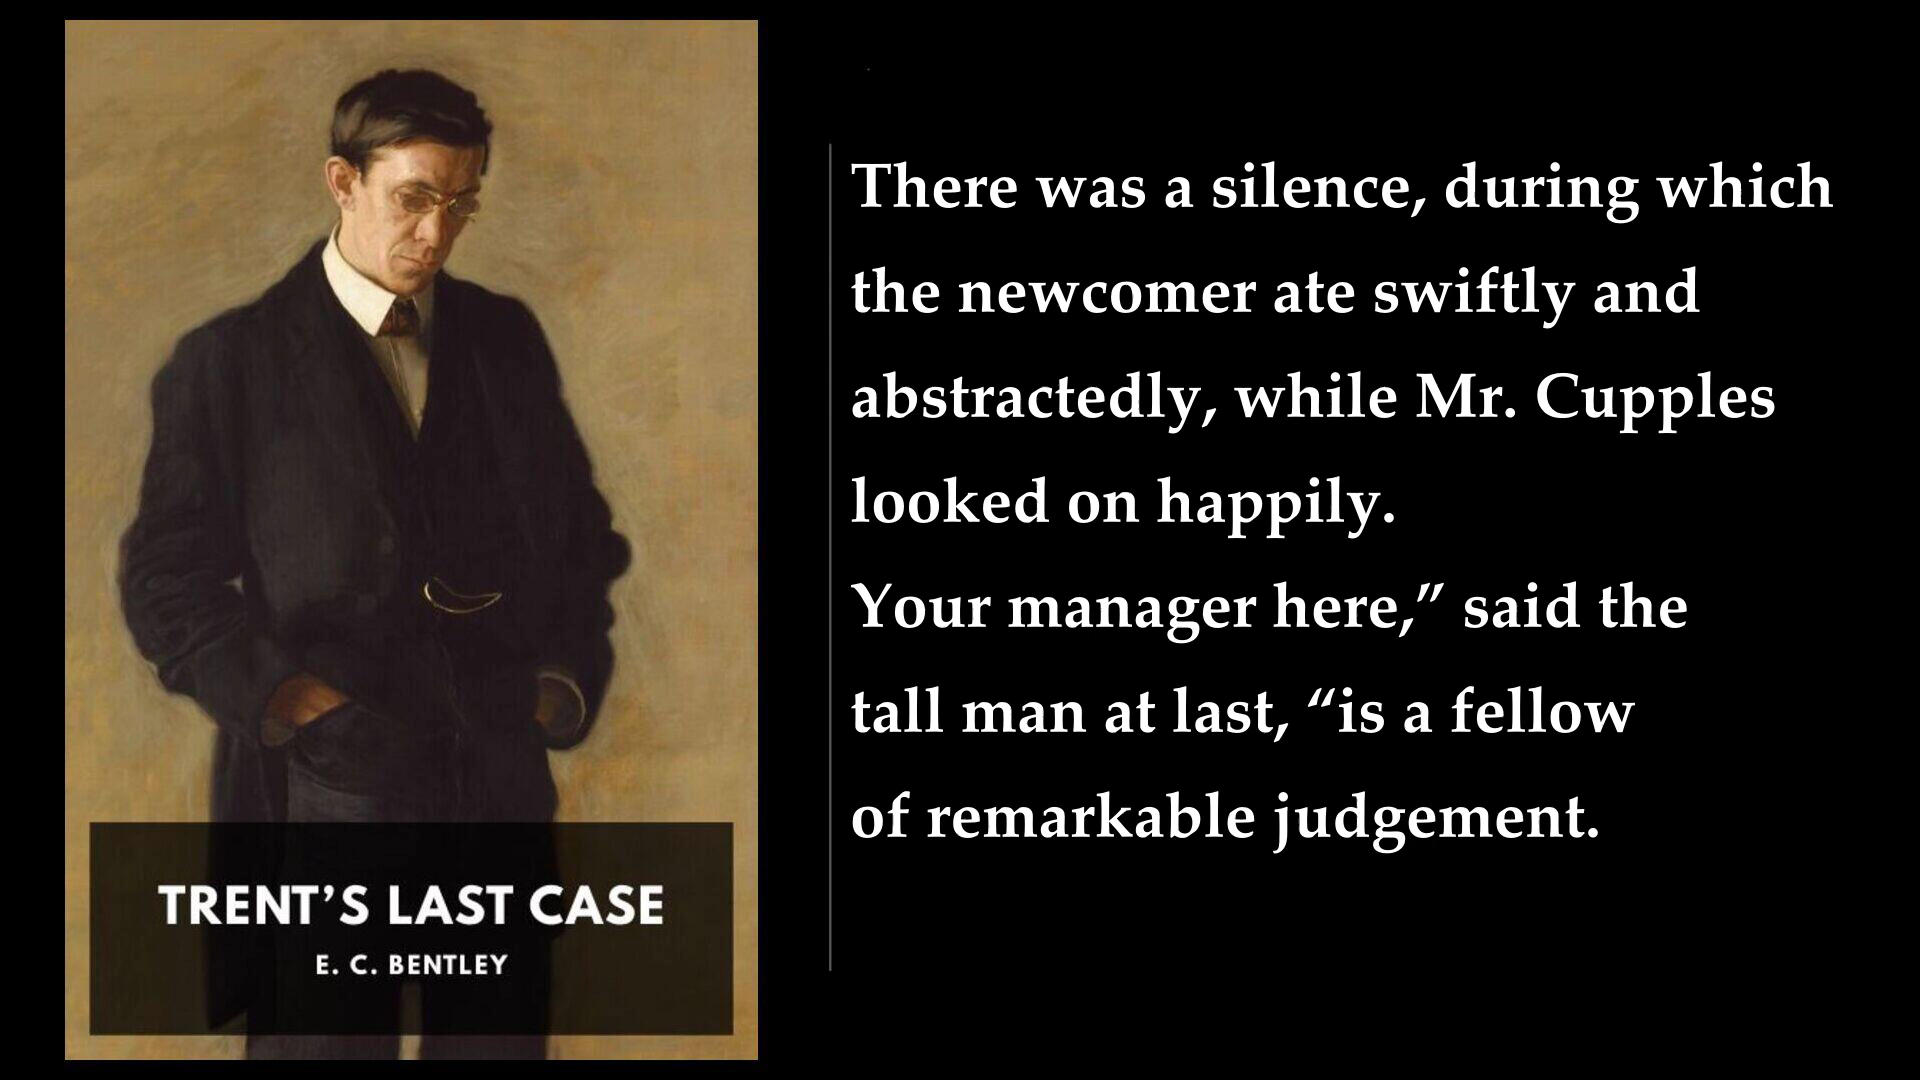 TRENT’S LAST CASE
E. C. BENTLEY
There was a silence, during which
the newcomer ate swiftly and
abstractedly, while Mr. Cupples
looked on happily.
Your manager here,” said the
tall man at last, “is a fellow
of remarkable judgement.